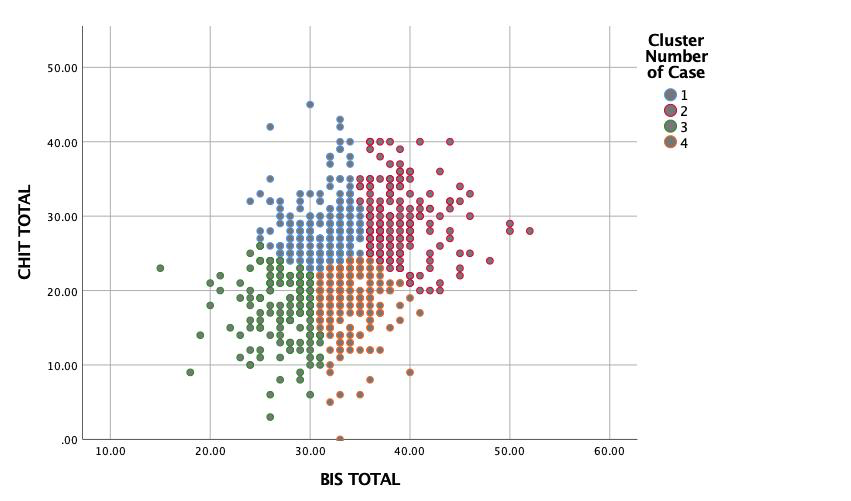 Cluster
Number
of Case
1
2
3
4
CHIT TOTAL
50.00
40.00
30.00
20.00
10.00
.00
10.00 20.00 30.00 40.00 50.00 60.00
BIS TOTAL